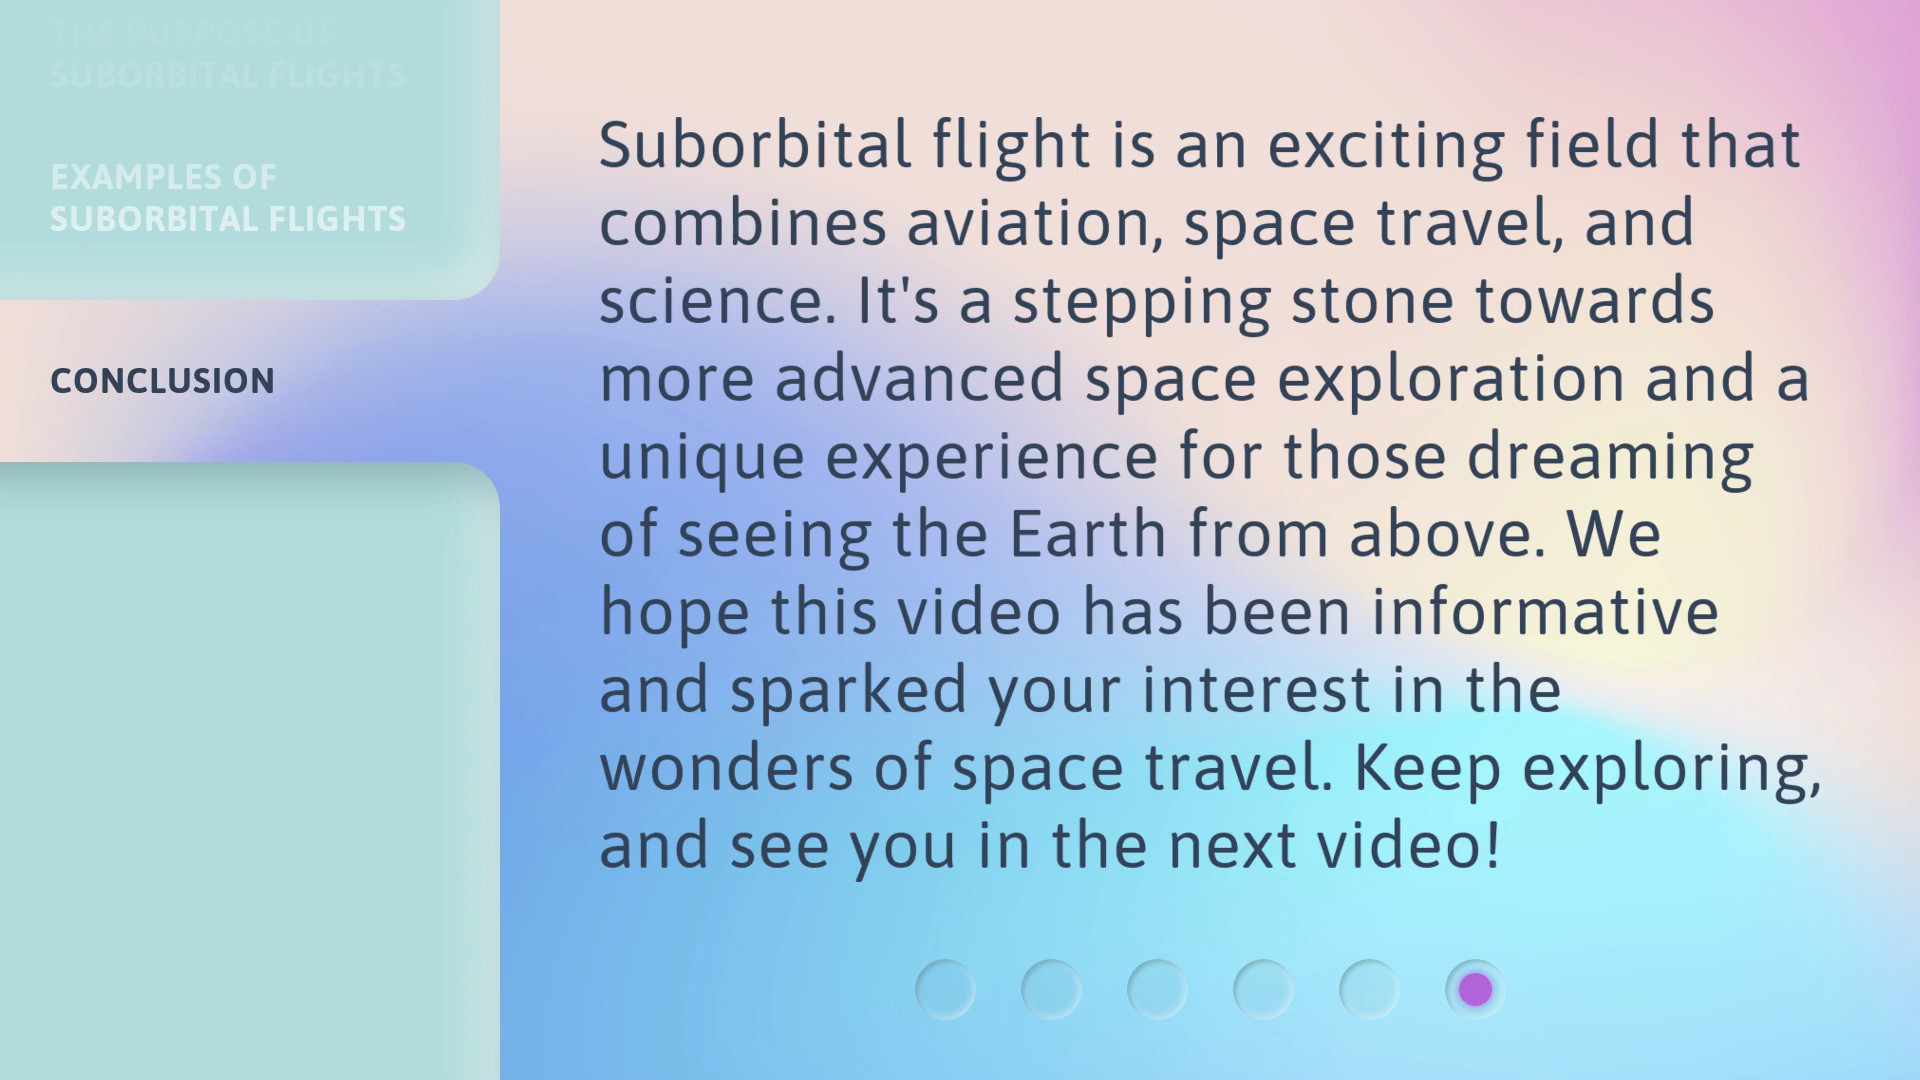 THE PURPOSE OF
SUBORBITAL FLIGHTS
EXAMPLES OF
SUBORBITAL FLIGHTS
CONCLUSION
Suborbital flight is an exciting field that
combines aviation, space travel, and
science. It's a stepping stone towards
more advanced space exploration and a
unique experience for those dreaming
of seeing the Earth from above. We
hope this video has been informative
and sparked your interest in the
wonders of space travel. Keep exploring,
and see you in the next video!